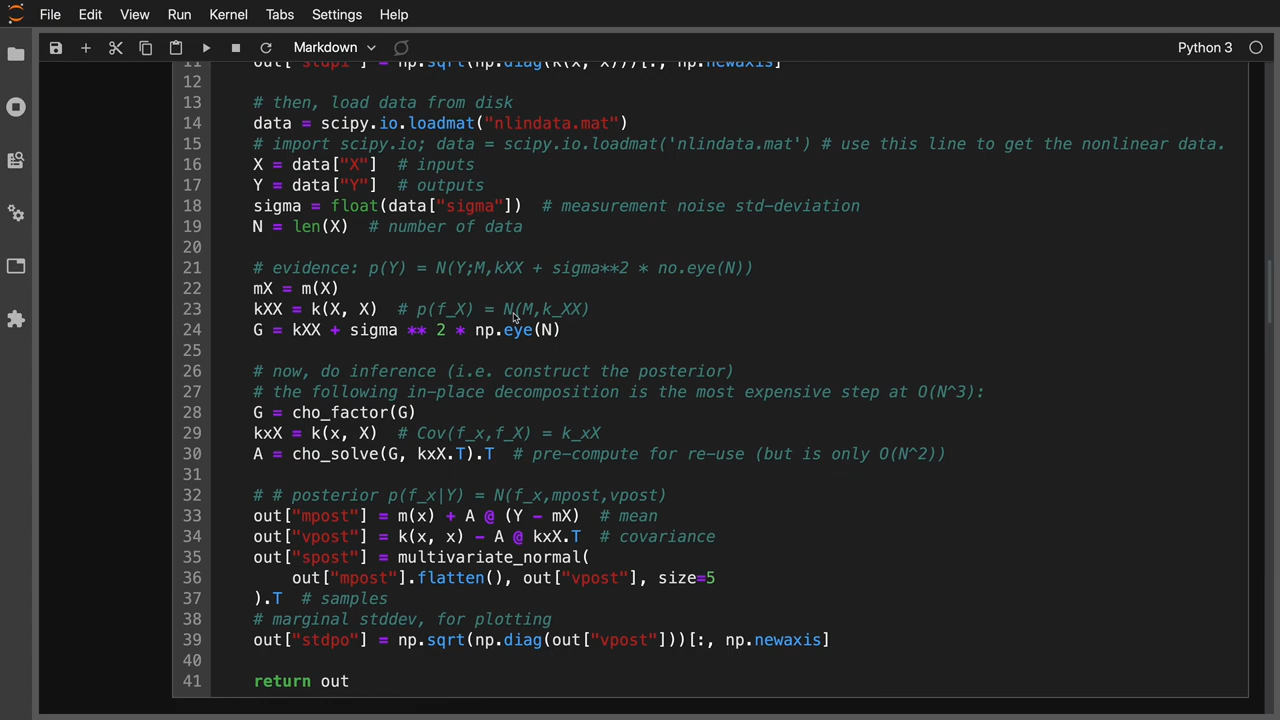 File Edit View Run Kernel Tabs Settings Help
Markdown Python 3
11 out["stdpi"] = np.sqrt(np.diag(k(x, x)))[:, np.newaxis]
12
13 # then, load data from disk
14 data = scipy.io.loadmat("nlindata.mat")
15 # import scipy.io; data = scipy.io.loadmat('nlindata.mat') # use this line to get the nonlinear data.
16 X = data["X"] # inputs
17 Y = data["Y"] # outputs
18 sigma = float(data["sigma"]) # measurement noise std-deviation
19 N = len(X) # number of data
20
21 # evidence: p(Y) = N(Y;M,kXX + sigma**2 * no.eye(N))
22 mX = m(X)
23 kXX = k(X, X) # p(f_X) = N(M,k_XX)
24 G = kXX + sigma ** 2 * np.eye(N)
25
26 # now, do inference (i.e. construct the posterior)
27 # the following in-place decomposition is the most expensive step at O(N^3):
28 G = cho_factor(G)
29 kxX = k(x, X) # Cov(f_x,f_X) = k_xX
30 A = cho_solve(G, kxX.T).T # pre-compute for re-use (but is only O(N^2))
31
32 # # posterior p(f_x|Y) = N(f_x,mpost,vpost)
33 out["mpost"] = m(x) + A @ (Y - mX) # mean
34 out["vpost"] = k(x, x) - A @ kxX.T # covariance
35 out["spost"] = multivariate_normal(
36 out["mpost"].flatten(), out["vpost"], size=5
37 ).T # samples
38 # marginal stddev, for plotting
39 out["stdpo"] = np.sqrt(np.diag(out["vpost"]))[:, np.newaxis]
40
41 return out